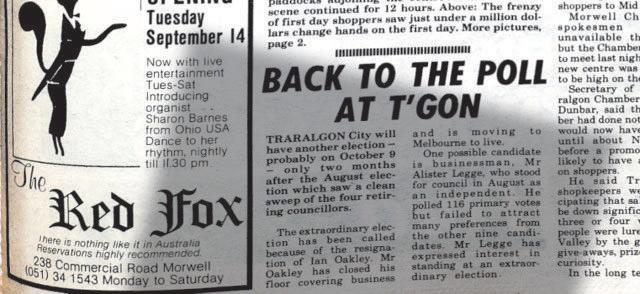 OPENING
Tuesday
September 14
Now with live
entertainment
Tues-Sat
Introducing
organist
Sharon Barnes
from Ohio USA
Dance to her
rhythm, nightly
till 11.30 pm.
The
Red Fox
There is nothing like it in Australia
Reservations highly recommended.
238 Commercial Road Morwell
(051) 34 1543 Monday to Saturday
paddocks adjoining the
scene continued for 12 hours. Above: The frenzy
of first day shoppers saw just under a million dol-
lars change hands on the first day. More pictures,
page 2.
BACK TO THE POLL
AT T'GON
TRARALGON City will
have another election –
probably on October 9
– only two months
after the August elec-
tion which saw a clean
sweep of the four retir-
ing councillors.
The extraordinary elec-
tion has been called
because of the resigna-
tion of Ian Oakley. Mr
Oakley has closed his
floor covering business
and is moving to
Melbourne to live.
One possible candidate
is businessman, Mr
Alister Legge, who stood
for council in August as
an independent. He
polled 116 primary votes
but failed to attract
many preferences from
the other nine candi-
dates. Mr Legge has
expressed interest in
standing at an extraor-
dinary election.
shoppers to Mid
Morwell Cl
spokesmen
unavailable th
but the Chamber
to meet last nigh
new centre was
to be high on the
Secretary of
ralgon Chamber
Dunbar, said th
ber had done not
would now hav
until about N
before a promo
likely to have
on shoppers.
He said Tr
shopkeepers w
cipating that sa
be down signific
three or four
people were lure
Valley by the g
give-aways, priz
curiosity.
In the long te